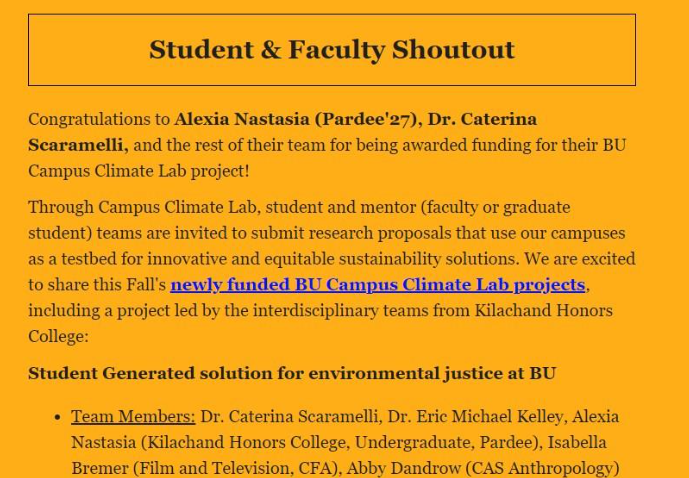 Student & Faculty Shoutout
Congratulations to Alexia Nastasia (Pardee'27), Dr. Caterina
Scaramelli, and the rest of their team for being awarded funding for their BU
Campus Climate Lab project!
Through Campus Climate Lab, student and mentor (faculty or graduate
student) teams are invited to submit research proposals that use our campuses
as a testbed for innovative and equitable sustainability solutions. We are excited
to share this Fall's newly funded BU Campus Climate Lab projects,
including a project led by the interdisciplinary teams from Kilachand Honors
College:
Student Generated solution for environmental justice at BU
• Team Members: Dr. Caterina Scaramelli, Dr. Eric Michael Kelley, Alexia
Nastasia (Kilachand Honors College, Undergraduate, Pardee), Isabella
Bremer (Film and Television, CFA), Abby Dandrow (CAS Anthropology)